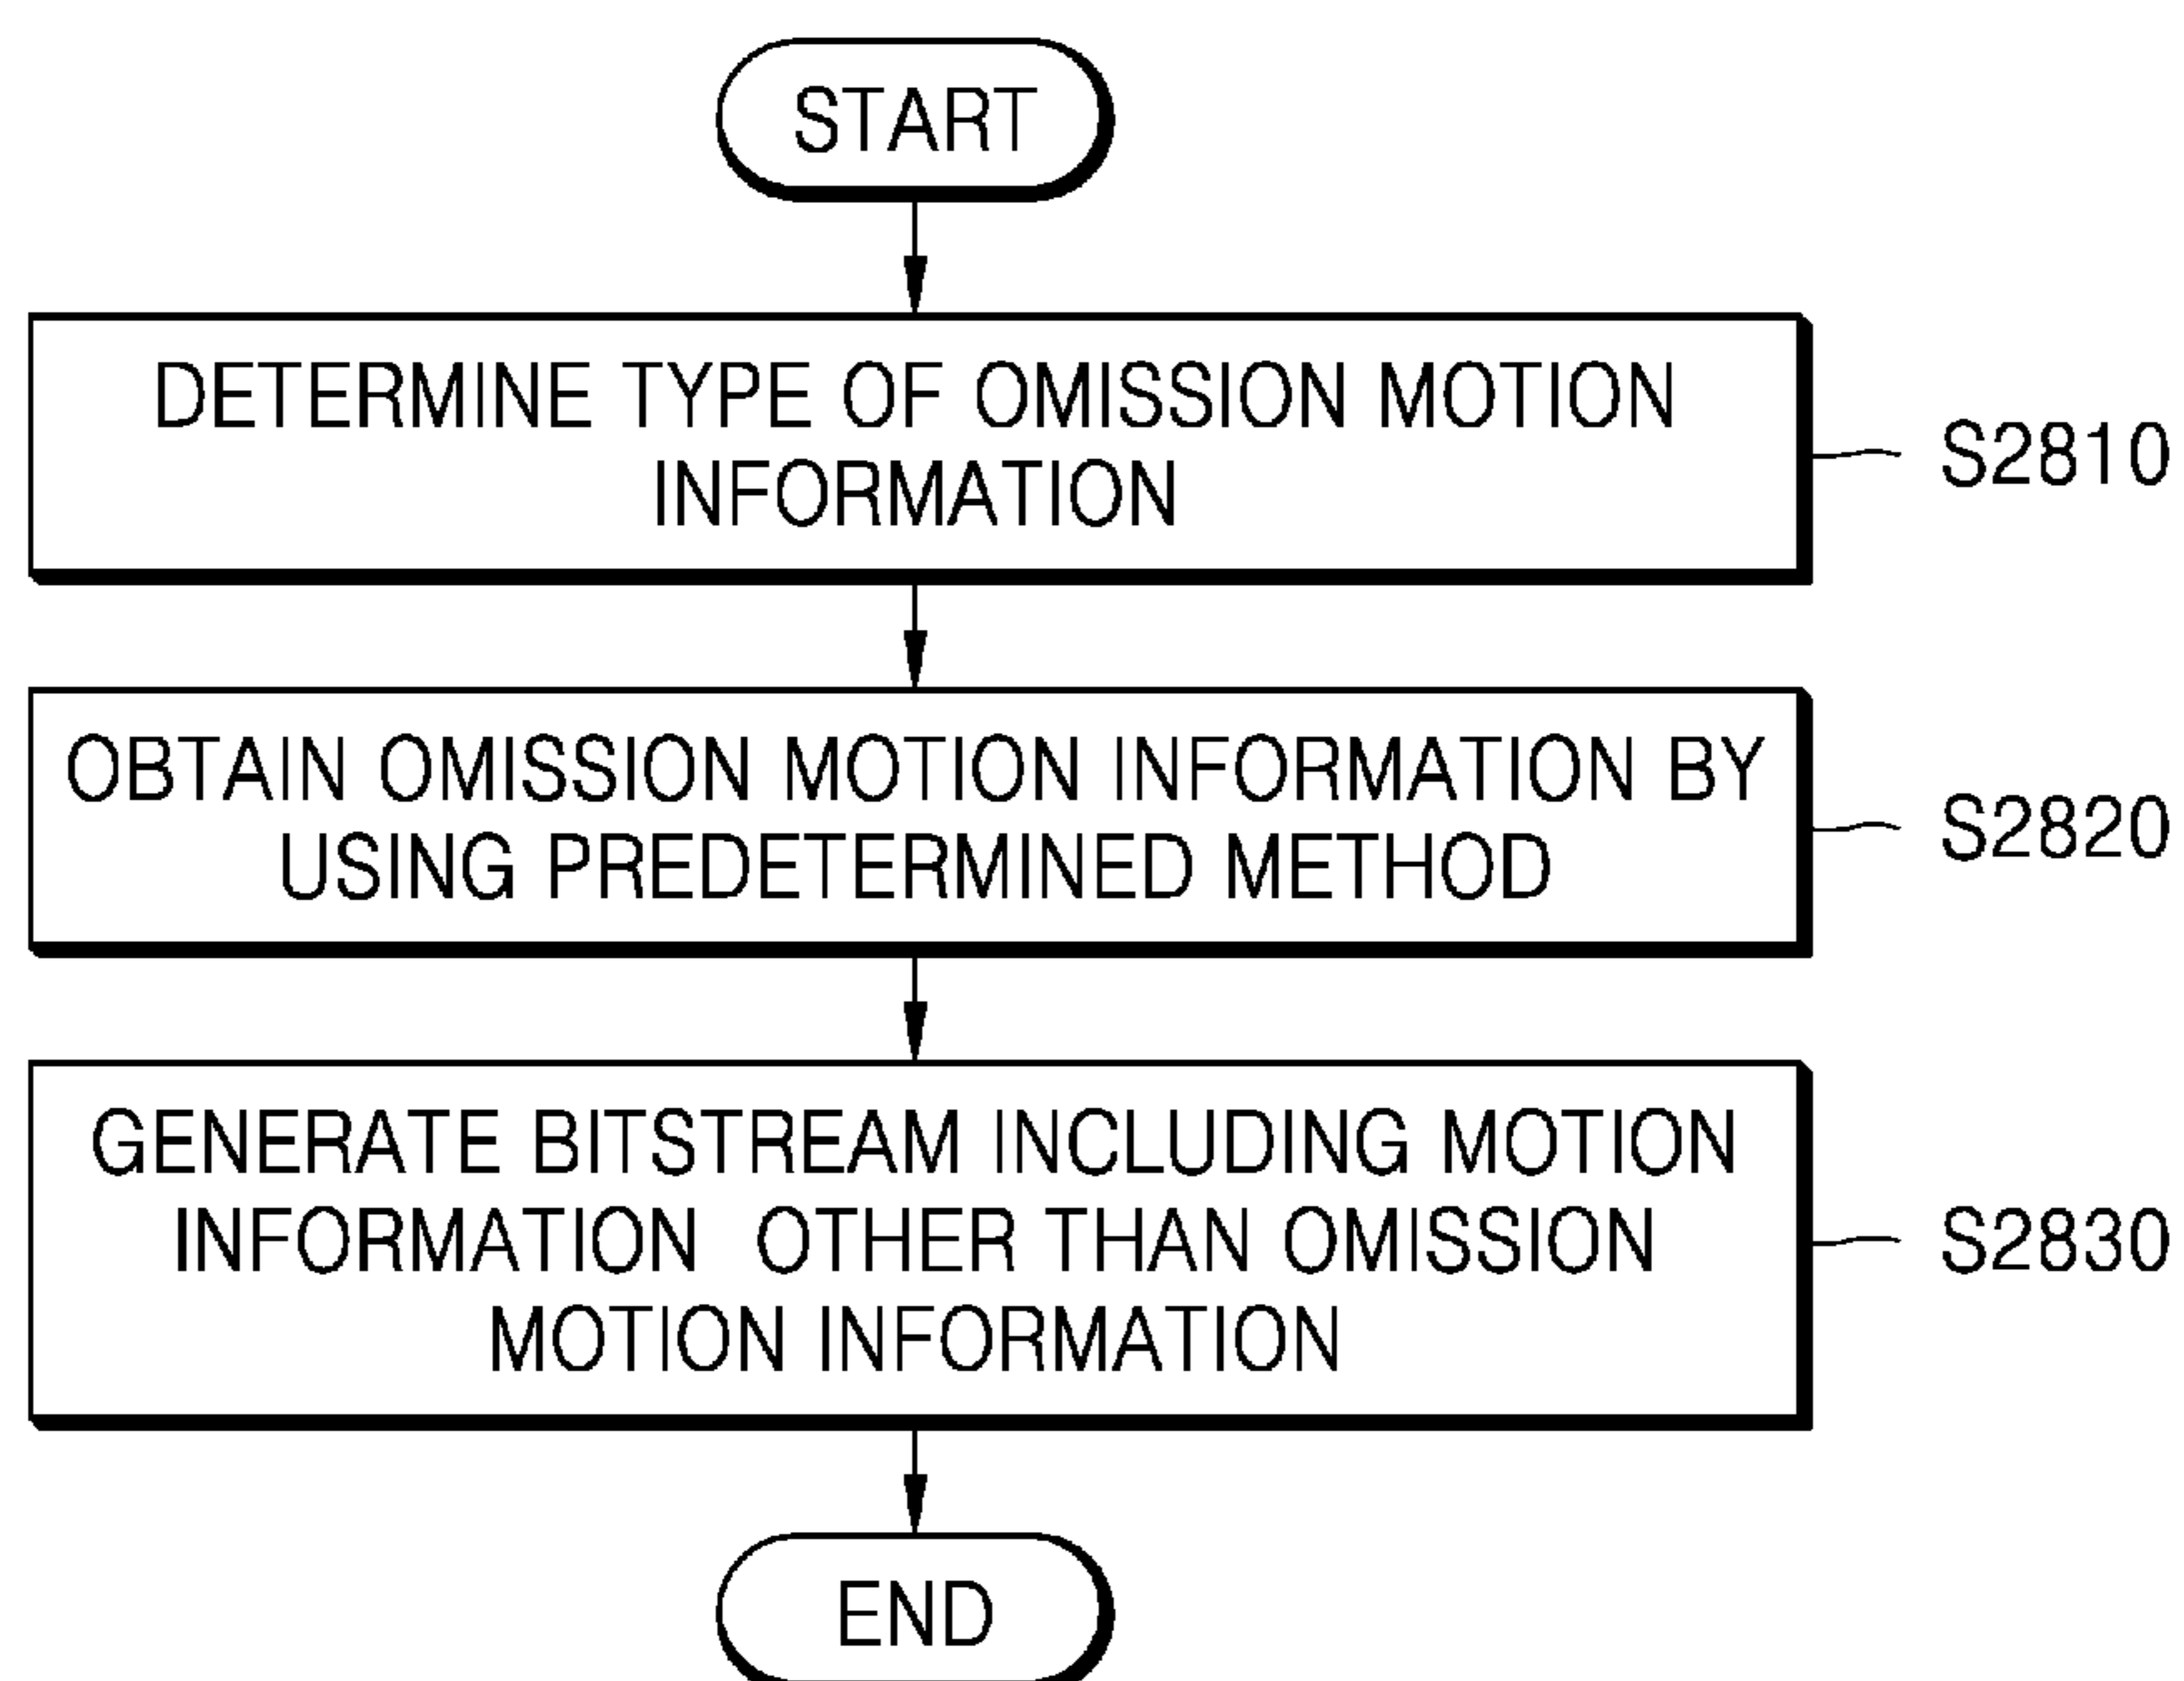 START
DETERMINE TYPE OF OMISSION MOTION
INFORMATION
S2810
OBTAIN OMISSION MOTION INFORMATION BY
USING PREDETERMINED METHOD
S2820
GENERATE BITSTREAM INCLUDING MOTION
INFORMATION OTHER THAN OMISSION
MOTION INFORMATION
S2830
END